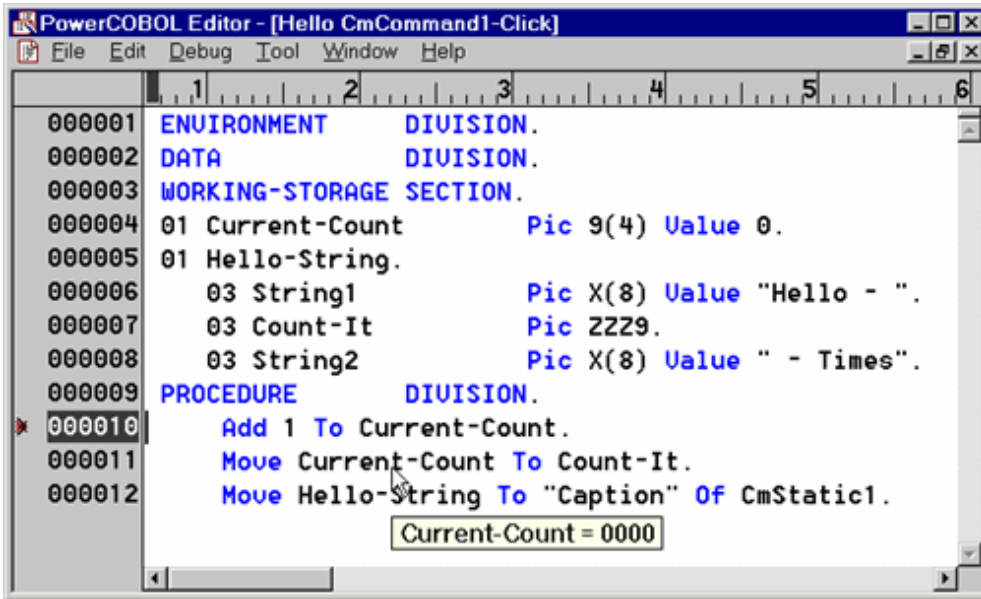 PowerCOBOL Editor - [Hello CmCommand1-Click]
File Edit Debug Tool Window Help
1 2 3 4 5 6
000001 ENVIRONMENT DIVISION.
000002 DATA DIVISION.
000003 WORKING-STORAGE SECTION.
000004 01 Current-Count Pic 9(4) Value 0.
000005 01 Hello-String.
000006 03 String1 Pic X(8) Value "Hello - ".
000007 03 Count-It Pic ZZZ9.
000008 03 String2 Pic X(8) Value " - Times".
000009 PROCEDURE DIVISION.
000010 Add 1 To Current-Count.
000011 Move Current-Count To Count-It.
000012 Move Hello-String To "Caption" Of CmStatic1.
Current-Count = 0000